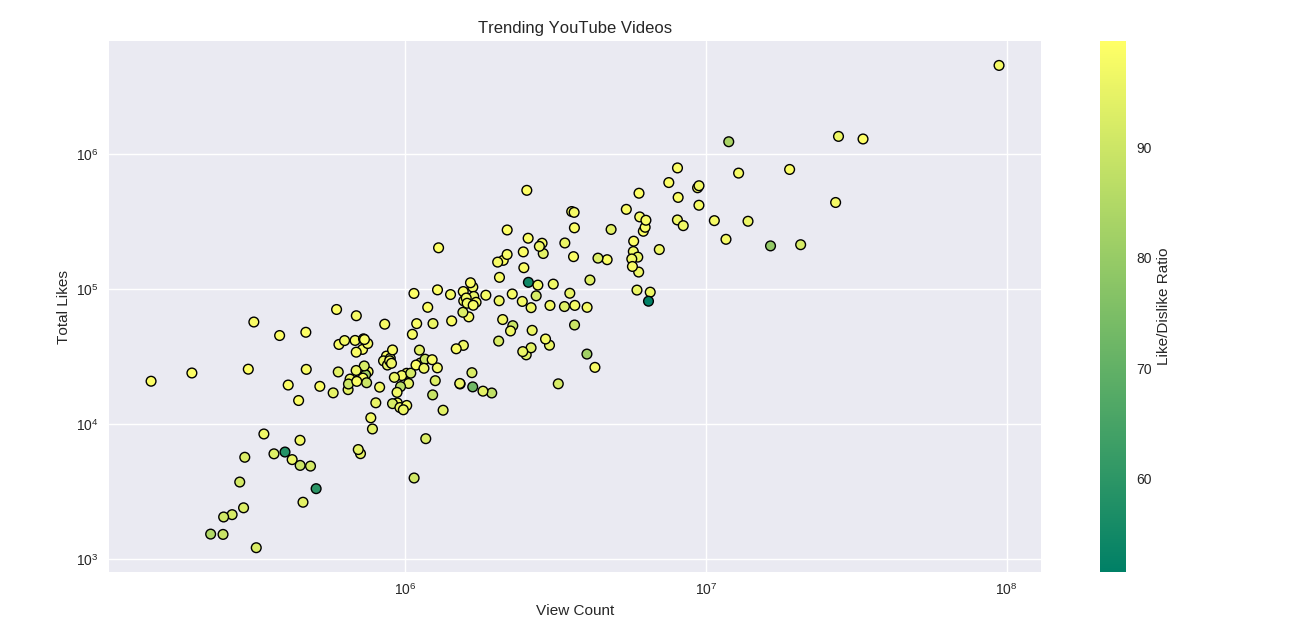 Trending YouTube Videos
10⁶
10⁵
10⁴
10³
Total Likes
10⁶
10⁷
10⁸
View Count
90
80
70
60
Like/Dislike Ratio